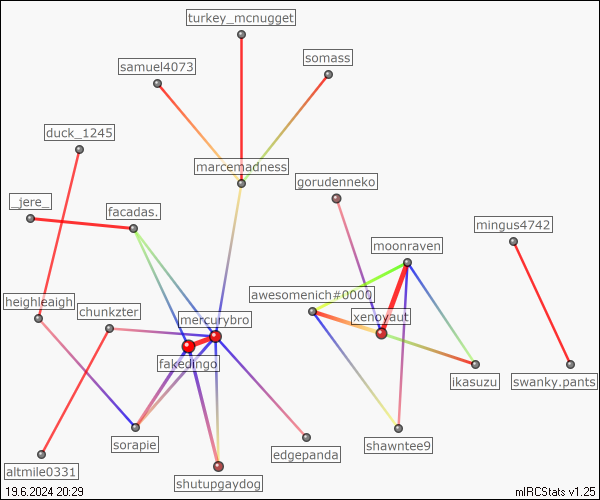 turkey_mcnugget
somass
samuel4073
duck_1245
marcemadness
gorudenneko
_jere_
facadas.
mingus4742
moonraven
awesomenich#0000
heighleaigh
chunkzter
mercurybro
xenoyaut
fakedingo
ikasuzu
swanky.pants
sorapie
shawntee9
edgepanda
altmile0331
shutupgaydog
19.6.2024 20:29
mIRCStats v1.25